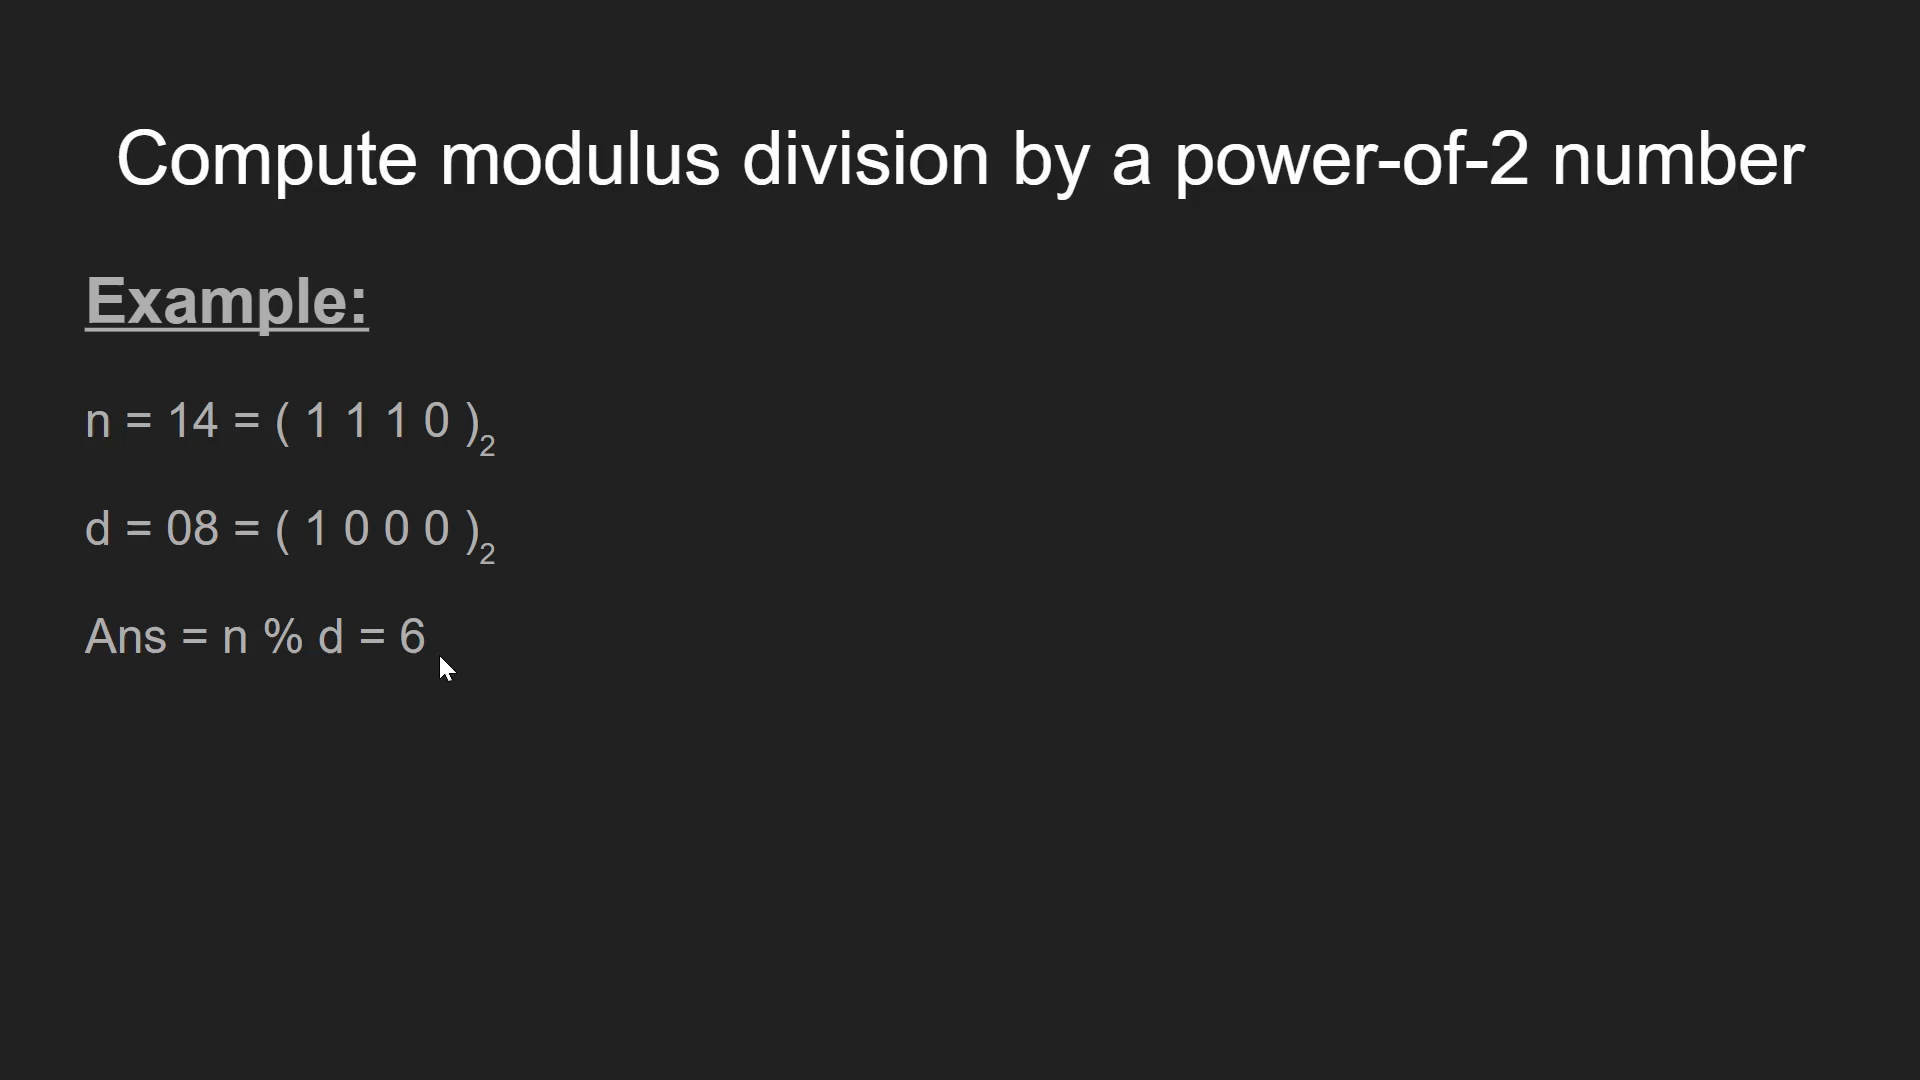 Compute modulus division by a power-of-2 number
Example:
n = 14 = ( 1 1 1 0 )₂
d = 08 = ( 1 0 0 0 )₂
Ans = n % d = 6